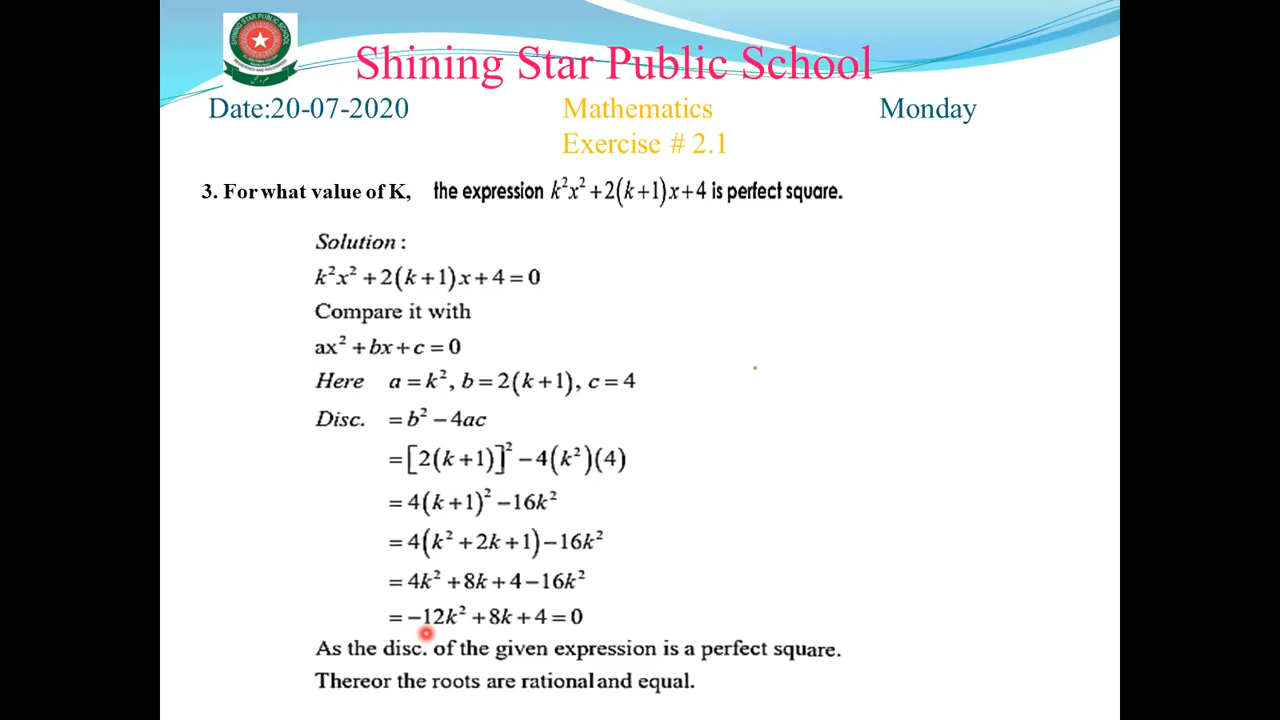 SHINING STAR PUBLIC SCHOOL
Shining Star Public School
Date:20-07-2020 Mathematics Monday
Exercise # 2.1
3. For what value of K, the expression k²x² + 2(k+1)x + 4 is perfect square.
Solution :
k²x² + 2(k+1)x + 4 = 0
Compare it with
ax² + bx + c = 0
Here a = k², b = 2(k+1), c = 4
Disc. = b² − 4ac
= [2(k+1)]² − 4(k²)(4)
= 4(k+1)² − 16k²
= 4(k² + 2k + 1) − 16k²
= 4k² + 8k + 4 − 16k²
= −12k² + 8k + 4 = 0
As the disc. of the given expression is a perfect square.
Thereor the roots are rational and equal.